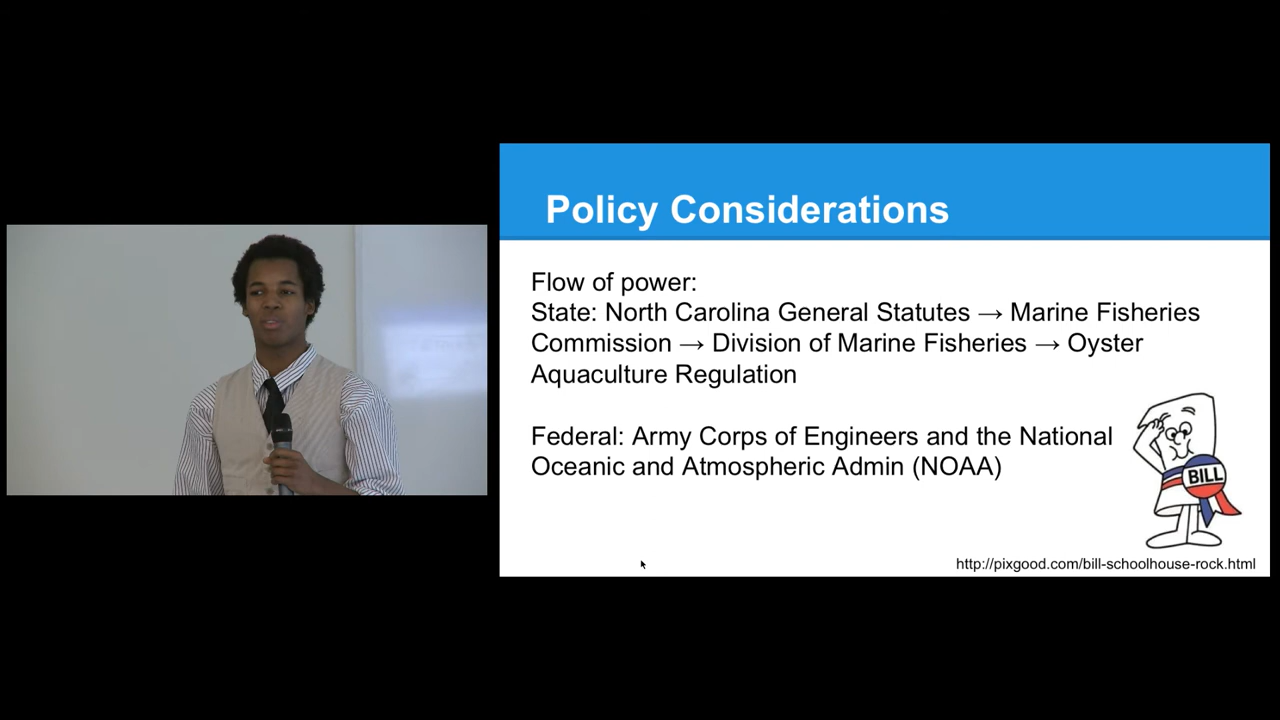 Policy Considerations
Flow of power:
State: North Carolina General Statutes → Marine Fisheries
Commission → Division of Marine Fisheries → Oyster
Aquaculture Regulation
Federal: Army Corps of Engineers and the National
Oceanic and Atmospheric Admin (NOAA)
BILL
http://pixgood.com/bill-schoolhouse-rock.html